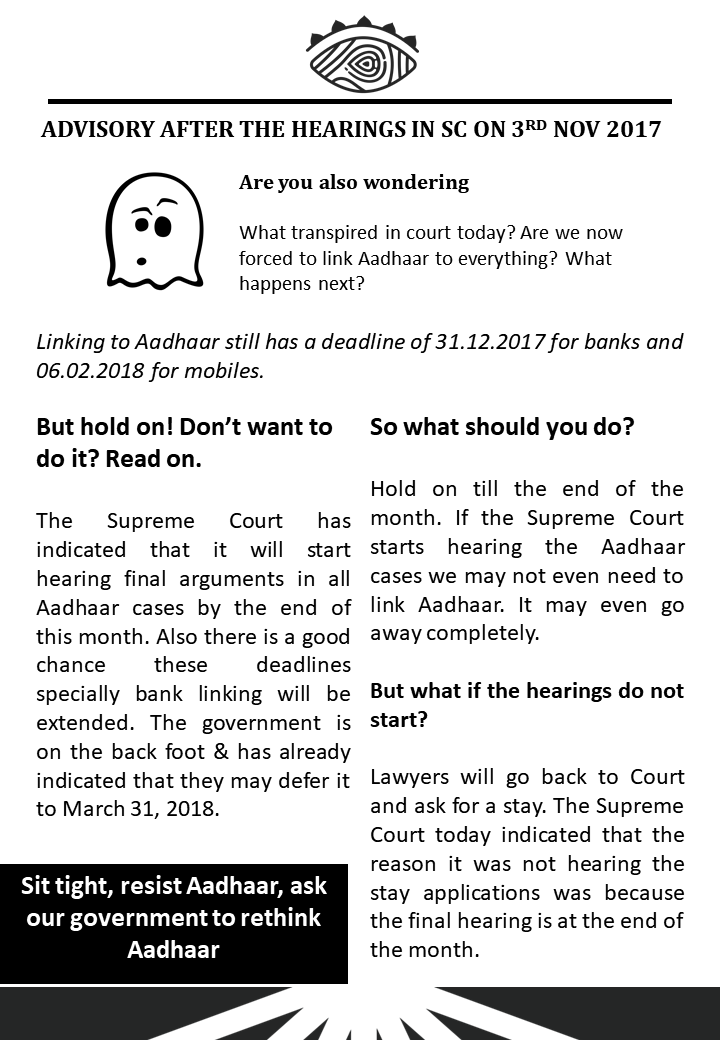 ADVISORY AFTER THE HEARINGS IN SC ON 3RD NOV 2017
Are you also wondering
What transpired in court today? Are we now
forced to link Aadhaar to everything? What
happens next?
Linking to Aadhaar still has a deadline of 31.12.2017 for banks and
06.02.2018 for mobiles.
But hold on! Don’t want to
do it? Read on.
The Supreme Court has
indicated that it will start
hearing final arguments in all
Aadhaar cases by the end of
this month. Also there is a good
chance these deadlines
specially bank linking will be
extended. The government is
on the back foot & has already
indicated that they may defer it
to March 31, 2018.
Sit tight, resist Aadhaar, ask
our government to rethink
Aadhaar
So what should you do?
Hold on till the end of the
month. If the Supreme Court
starts hearing the Aadhaar
cases we may not even need to
link Aadhaar. It may even go
away completely.
But what if the hearings do not
start?
Lawyers will go back to Court
and ask for a stay. The Supreme
Court today indicated that the
reason it was not hearing the
stay applications was because
the final hearing is at the end of
the month.